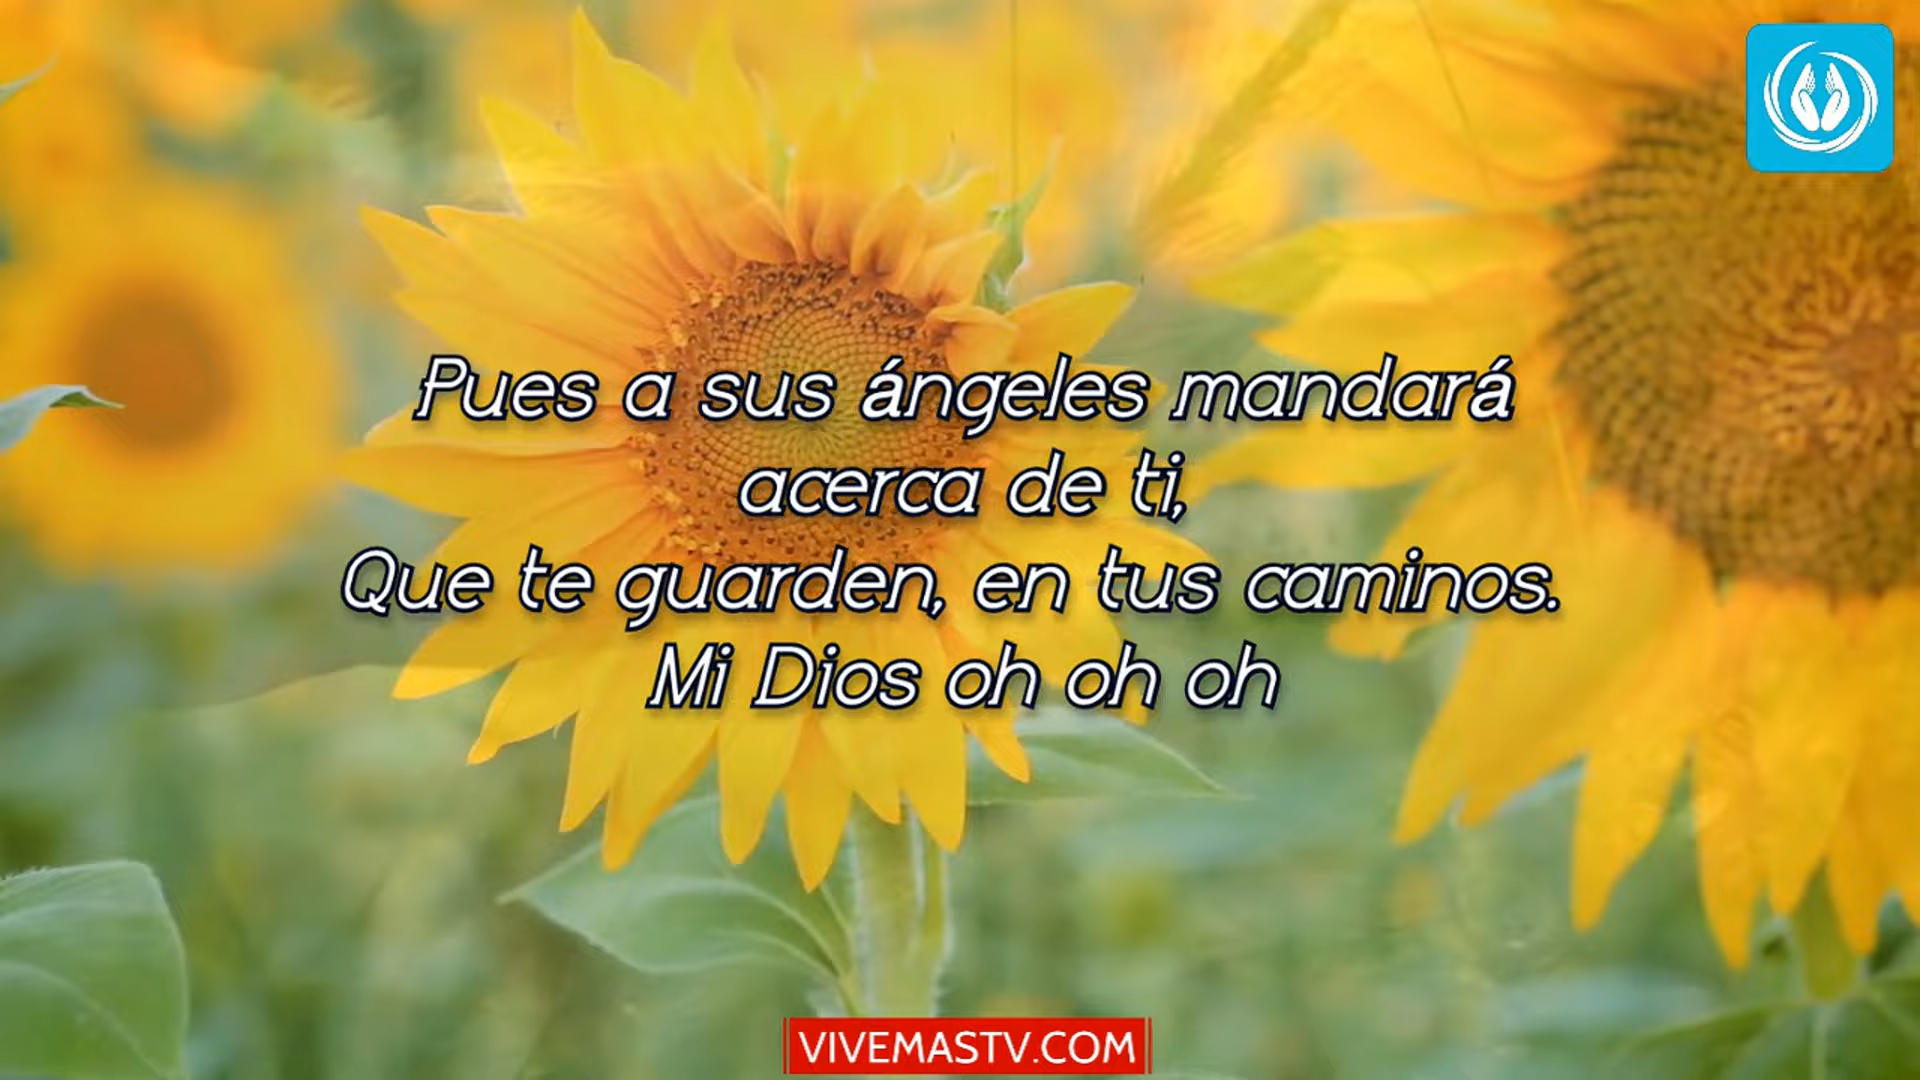 Pues a sus ángeles mandará
acerca de ti,
Que te guarden, en tus caminos.
Mi Dios oh oh oh
VIVEMASTV.COM